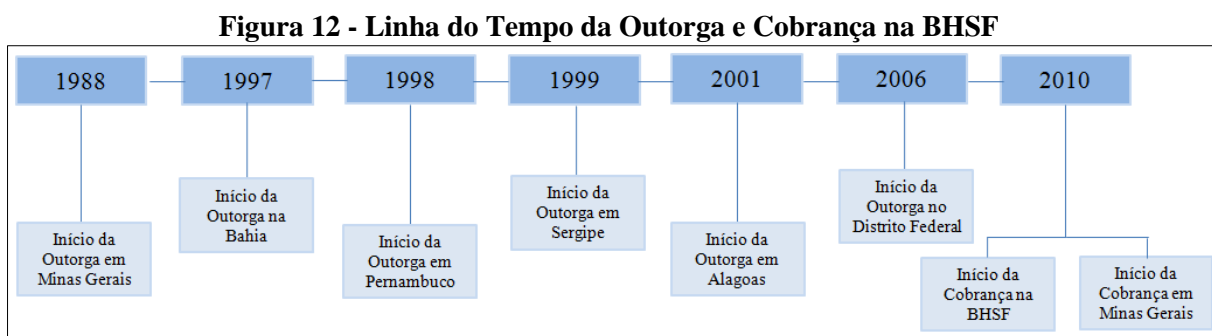 Figura 12 - Linha do Tempo da Outorga e Cobrança na BHSF
1988
1997
1998
1999
2001
2006
2010
Início da
Outorga em
Minas Gerais
Início da
Outorga na
Bahia
Início da
Outorga em
Pernambuco
Início da
Outorga em
Sergipe
Início da
Outorga em
Alagoas
Início da
Outorga no
Distrito Federal
Início da
Cobrança na
BHSF
Início da
Cobrança em
Minas Gerais